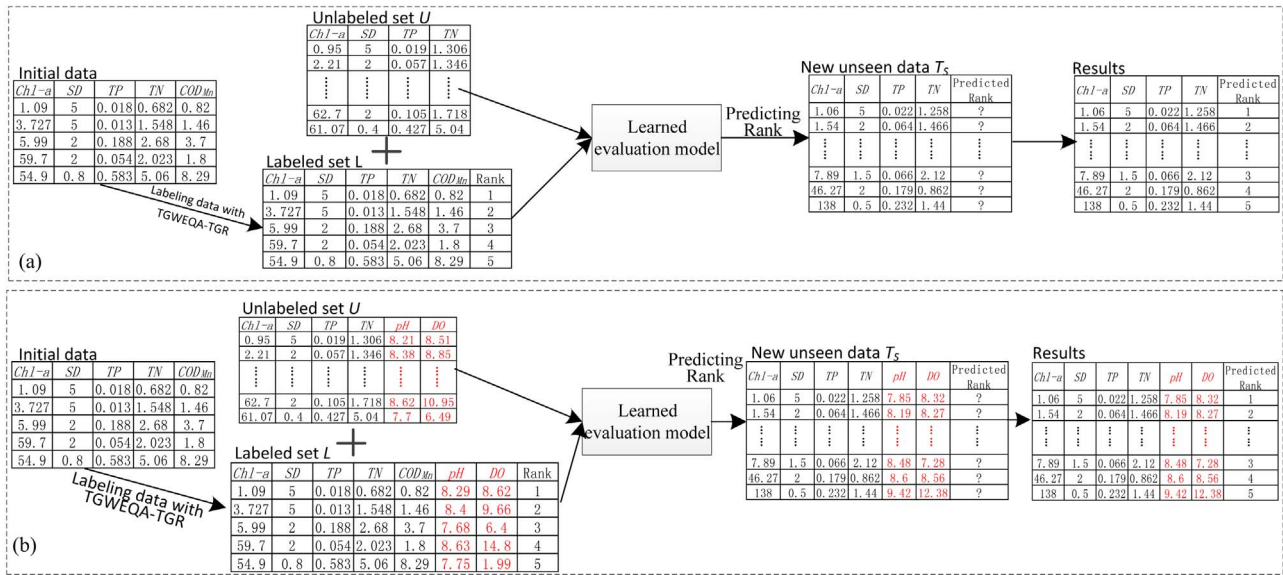 Unlabeled set U
Chl-a SD TP TN
0.95 5 0.019 1.306
2.21 2 0.057 1.346
62.7 2 0.105 1.718
61.07 0.4 0.427 5.04
Initial data
Chl-a SD TP TN COD Mn
1.09 5 0.018 0.682 0.82
3.727 5 0.013 1.548 1.46
5.99 2 0.188 2.68 3.7
59.7 2 0.054 2.023 1.8
54.9 0.8 0.583 5.06 8.29
Labeling data with
TGWEQA-TGR
+
Labeled set L
Chl-a SD TP TN COD Mn Rank
1.09 5 0.018 0.682 0.82 1
3.727 5 0.013 1.548 1.46 2
5.99 2 0.188 2.68 3.7 3
59.7 2 0.054 2.023 1.8 4
54.9 0.8 0.583 5.06 8.29 5
Learned
evaluation model
Predicting
Rank
New unseen data TS
Chl-a SD TP TN Predicted Rank
1.06 5 0.022 1.258 ?
1.54 2 0.064 1.466 ?
7.89 1.5 0.066 2.12 ?
46.27 2 0.179 0.862 ?
138 0.5 0.232 1.44 ?
Results
Chl-a SD TP TN Predicted Rank
1.06 5 0.022 1.258 1
1.54 2 0.064 1.466 2
7.89 1.5 0.066 2.12 3
46.27 2 0.179 0.862 4
138 0.5 0.232 1.44 5
(a)
Unlabeled set U
Chl-a SD TP TN pH DO
0.95 5 0.019 1.306 8.21 8.51
2.21 2 0.057 1.346 8.38 8.85
62.7 2 0.105 1.718 8.62 10.95
61.07 0.4 0.427 5.04 7.7 6.49
Initial data
Chl-a SD TP TN COD Mn
1.09 5 0.018 0.682 0.82
3.727 5 0.013 1.548 1.46
5.99 2 0.188 2.68 3.7
59.7 2 0.054 2.023 1.8
54.9 0.8 0.583 5.06 8.29
Labeling data with
TGWEQA-TGR
+
Labeled set L
Chl-a SD TP TN COD Mn pH DO Rank
1.09 5 0.018 0.682 0.82 8.29 8.62 1
3.727 5 0.013 1.548 1.46 8.4 9.66 2
5.99 2 0.188 2.68 3.7 7.68 6.4 3
59.7 2 0.054 2.023 1.8 8.63 14.8 4
54.9 0.8 0.583 5.06 8.29 7.75 1.99 5
Learned
evaluation model
Predicting
Rank
New unseen data TS
Chl-a SD TP TN pH DO Predicted Rank
1.06 5 0.022 1.258 7.85 8.32 ?
1.54 2 0.064 1.466 8.19 8.27 ?
7.89 1.5 0.066 2.12 8.48 7.28 ?
46.27 2 0.179 0.862 8.6 8.56 ?
138 0.5 0.232 1.44 9.42 12.38 ?
Results
Chl-a SD TP TN pH DO Predicted Rank
1.06 5 0.022 1.258 7.85 8.32 1
1.54 2 0.064 1.466 8.19 8.27 2
7.89 1.5 0.066 2.12 8.48 7.28 3
46.27 2 0.179 0.862 8.6 8.56 4
138 0.5 0.232 1.44 9.42 12.38 5
(b)